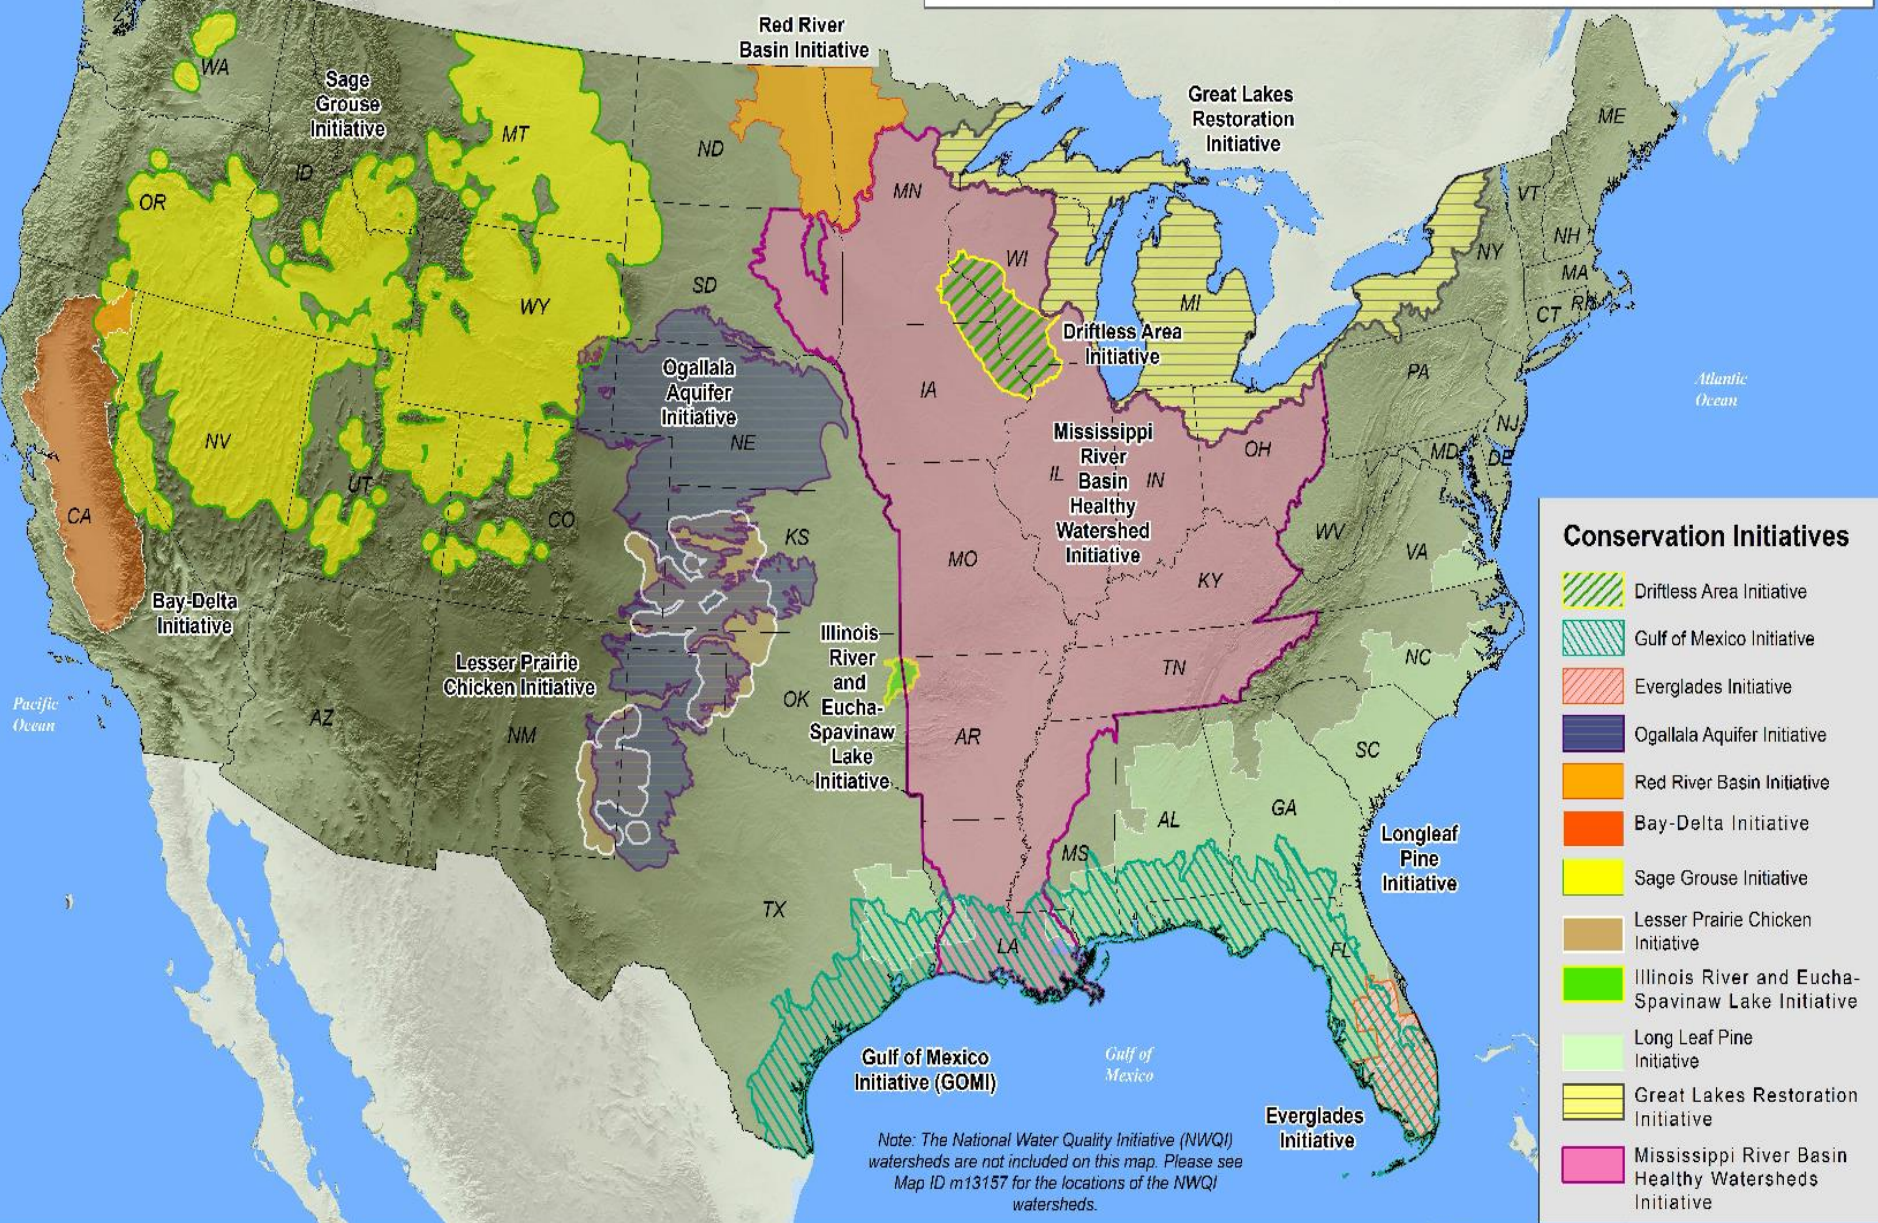 Red River
Basin Initiative
WA
Sage
Grouse
Initiative
Great Lakes
Restoration
Initiative
ME
MT
ND
ID
OR
MN
VT
NH
NY
WI
MA
SD
WY
MI
CT
RI
Driftless Area
Initiative
Ogallala
Aquifer
Initiative
PA
Atlantic
Ocean
IA
NE
NV
NJ
MD
DE
OH
Mississippi
River
Basin
Healthy
Watershed
Initiative
IL
IN
UT
CA
CO
KS
WV
VA
MO
KY
Bay-Delta
Initiative
Illinois
River
and
Eucha-
Spavinaw
Lake
Initiative
Lesser Prairie
Chicken Initiative
TN
NC
OK
Pacific
Ocean
AZ
NM
AR
SC
AL
GA
MS
Longleaf
Pine
Initiative
TX
LA
FL
Gulf of Mexico
Initiative (GOMI)
Gulf of
Mexico
Everglades
Initiative
Note: The National Water Quality Initiative (NWQI)
watersheds are not included on this map. Please see
Map ID m13157 for the locations of the NWQI
watersheds.
Conservation Initiatives
Driftless Area Initiative
Gulf of Mexico Initiative
Everglades Initiative
Ogallala Aquifer Initiative
Red River Basin Initiative
Bay-Delta Initiative
Sage Grouse Initiative
Lesser Prairie Chicken
Initiative
Illinois River and Eucha-
Spavinaw Lake Initiative
Long Leaf Pine
Initiative
Great Lakes Restoration
Initiative
Mississippi River Basin
Healthy Watersheds
Initiative